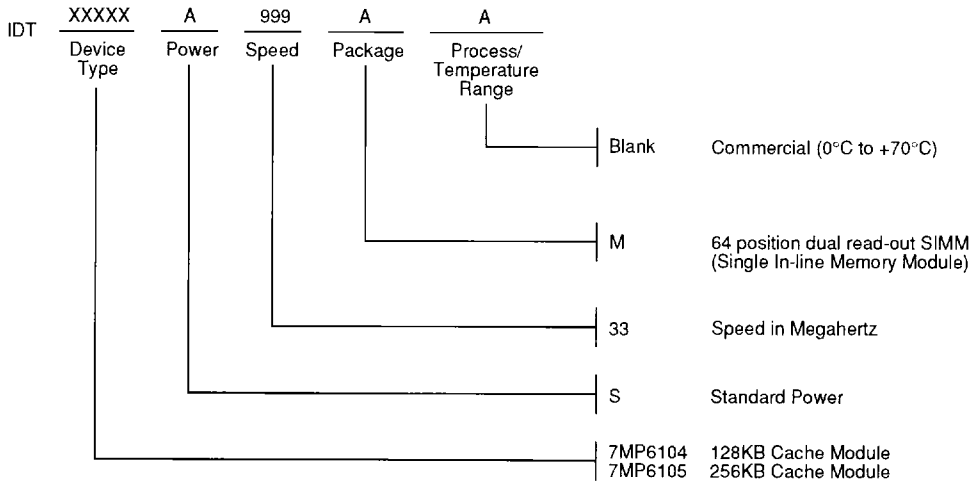 IDT XXXXX A 999 A A
Device Type Power Speed Package Process/ Temperature Range
Blank Commercial (0°C to +70°C)
M 64 position dual read-out SIMM
(Single In-line Memory Module)
33 Speed in Megahertz
S Standard Power
7MP6104 128KB Cache Module
7MP6105 256KB Cache Module